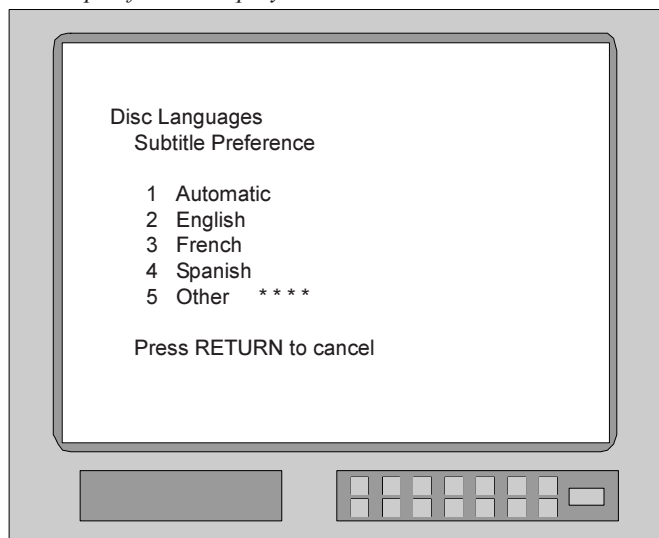 Disc Languages
Subtitle Preference
1 Automatic
2 English
3 French
4 Spanish
5 Other * * * *
Press RETURN to cancel